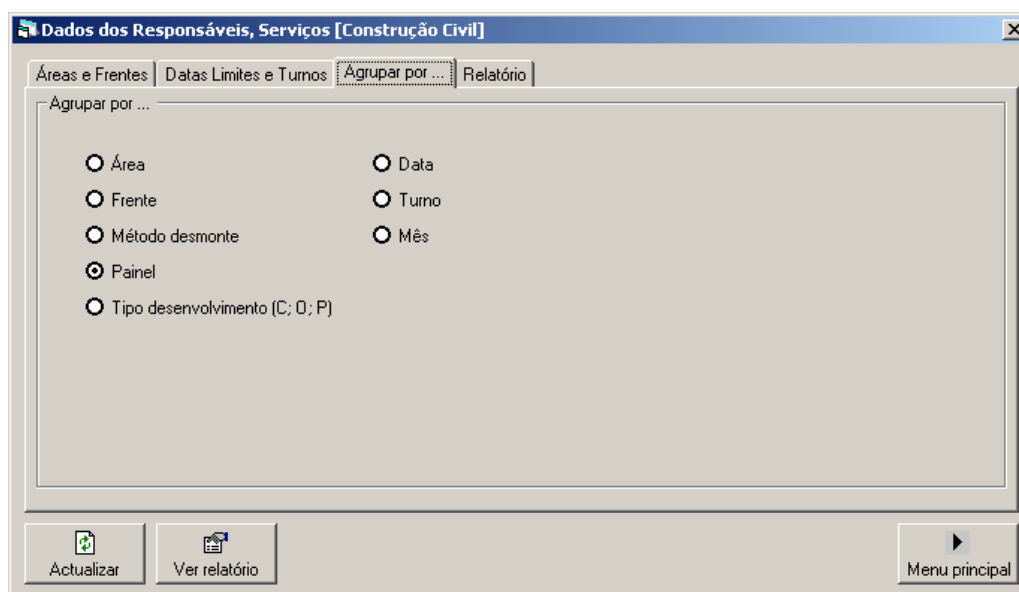 Dados dos Responsáveis, Serviços [Construção Civil]
Áreas e Frentes Datas Limites e Turnos Agrupar por ... Relatório
Agrupar por ...
Área Data
Frente Turno
Método desmonte Mês
Painel
Tipo desenvolvimento (C; O; P)
Actualizar Ver relatório Menu principal